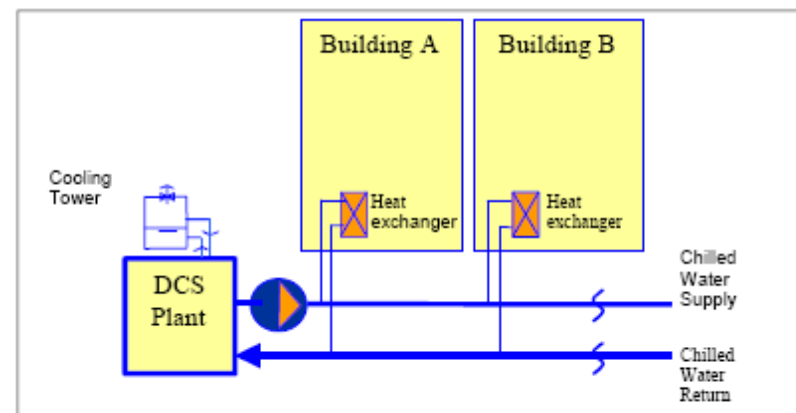 Building A
Building B
Cooling
Tower
Heat
exchanger
Heat
exchanger
DCS
Plant
Chilled
Water
Supply
Chilled
Water
Return